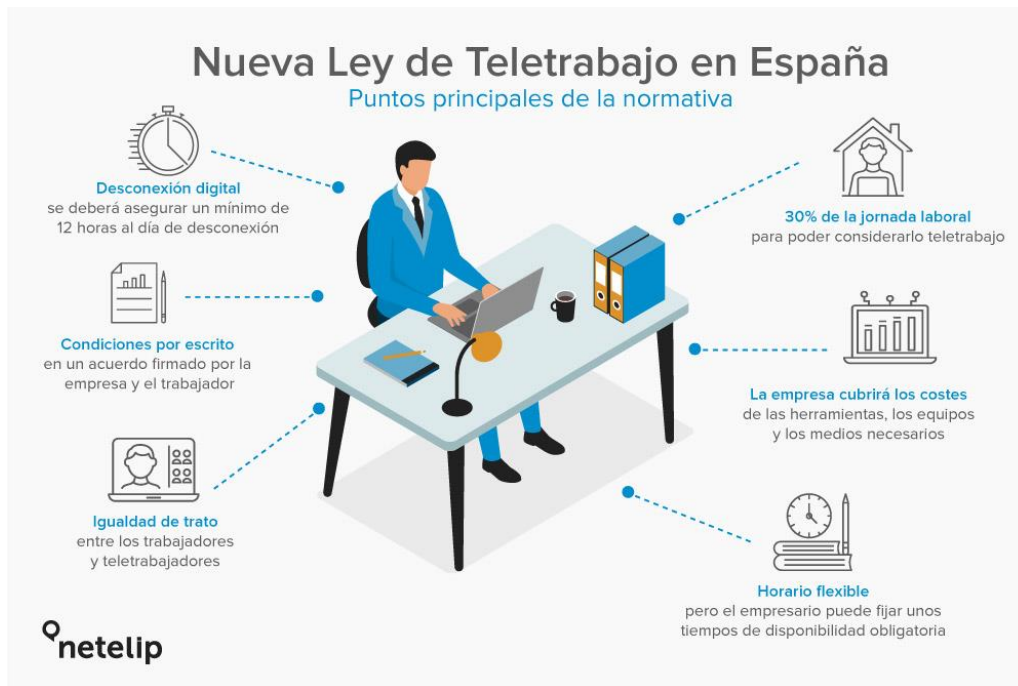 Nueva Ley de Teletrabajo en España
Puntos principales de la normativa
Desconexión digital
se deberá asegurar un mínimo de
12 horas al día de desconexión
Condiciones por escrito
en un acuerdo firmado por la
empresa y el trabajador
Igualdad de trato
entre los trabajadores
y teletrabajadores
30% de la jornada laboral
para poder considerarlo teletrabajo
La empresa cubrirá los costes
de las herramientas, los equipos
y los medios necesarios
Horario flexible
pero el empresario puede fijar unos
tiempos de disponibilidad obligatoria
netelip